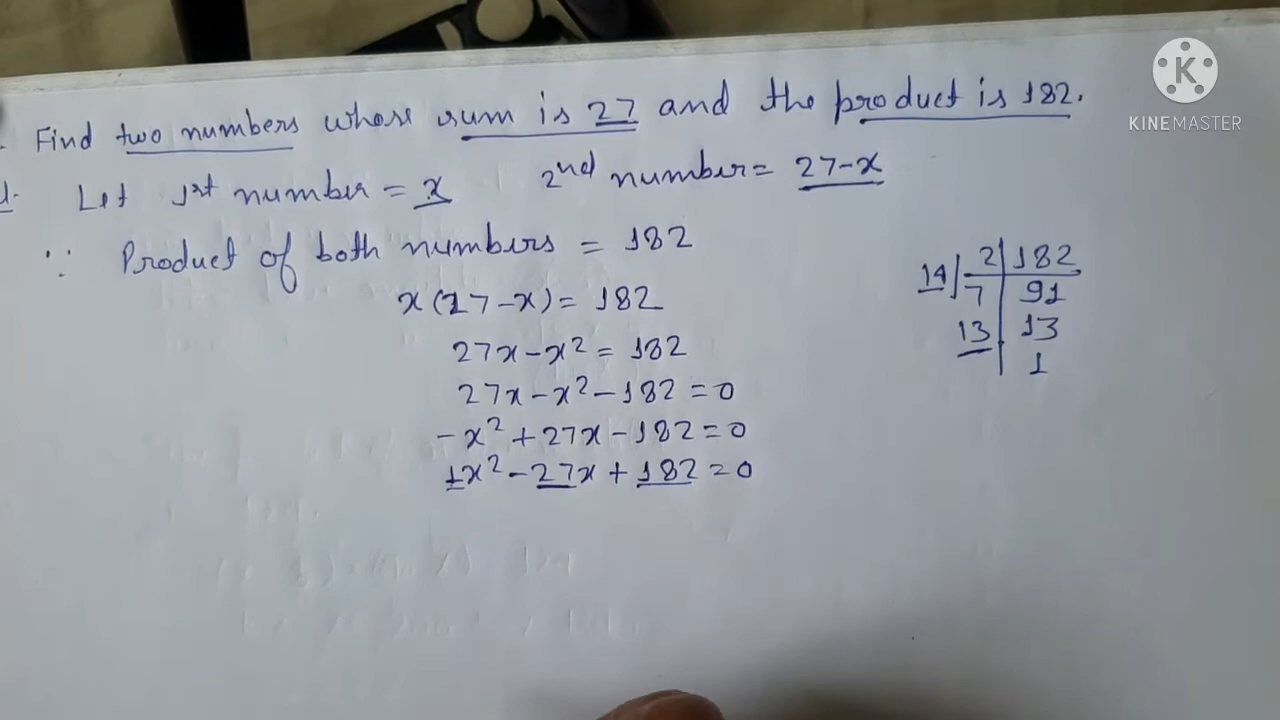 Find two numbers whose sum is 27 and the product is 182.
Let 1st number = x 2nd number = 27-x
∵ Product of both numbers = 182
x(27-x) = 182
27x-x² = 182
27x-x²-182 = 0
-x²+27x-182 = 0
1x²-27x+182 = 0
14 2 182
7 91
13 13
1
K
KINEMASTER